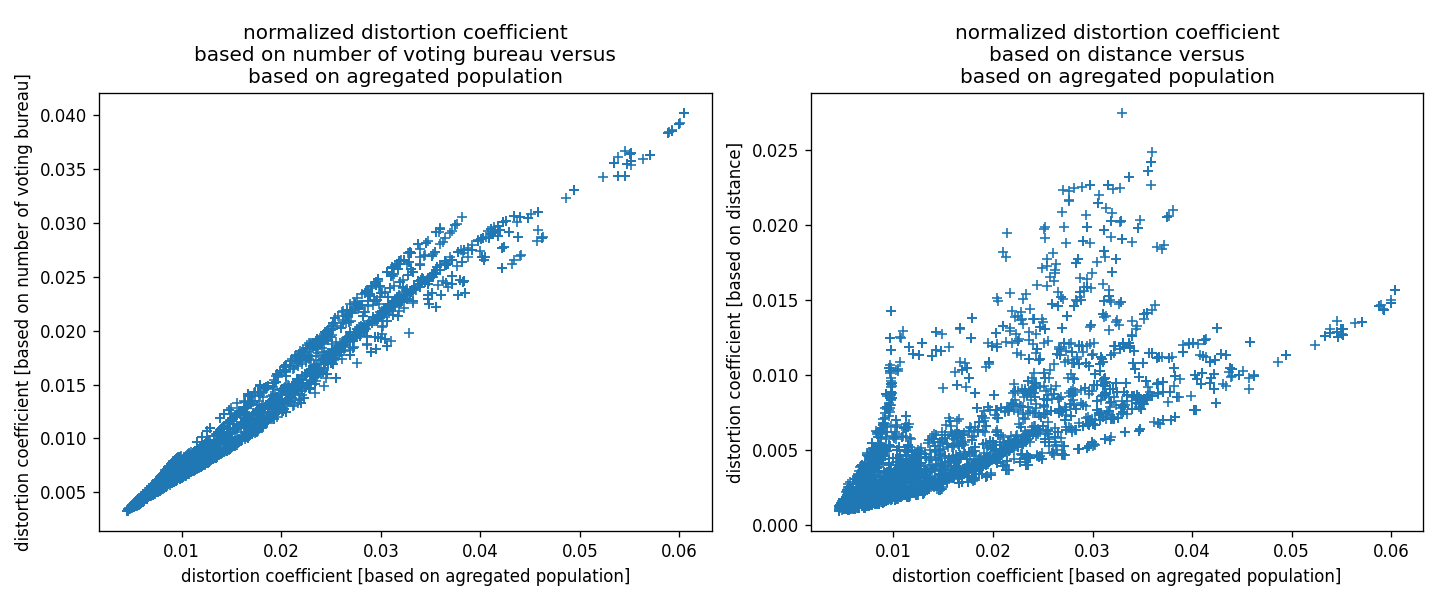 normalized distortion coefficient
based on number of voting bureau versus
based on agregated population
distortion coefficient [based on number of voting bureau]
0.040
0.035
0.030
0.025
0.020
0.015
0.010
0.005
0.01 0.02 0.03 0.04 0.05 0.06
distortion coefficient [based on agregated population]
normalized distortion coefficient
based on distance versus
based on agregated population
distortion coefficient [based on distance]
0.025
0.020
0.015
0.010
0.005
0.000
0.01 0.02 0.03 0.04 0.05 0.06
distortion coefficient [based on agregated population]